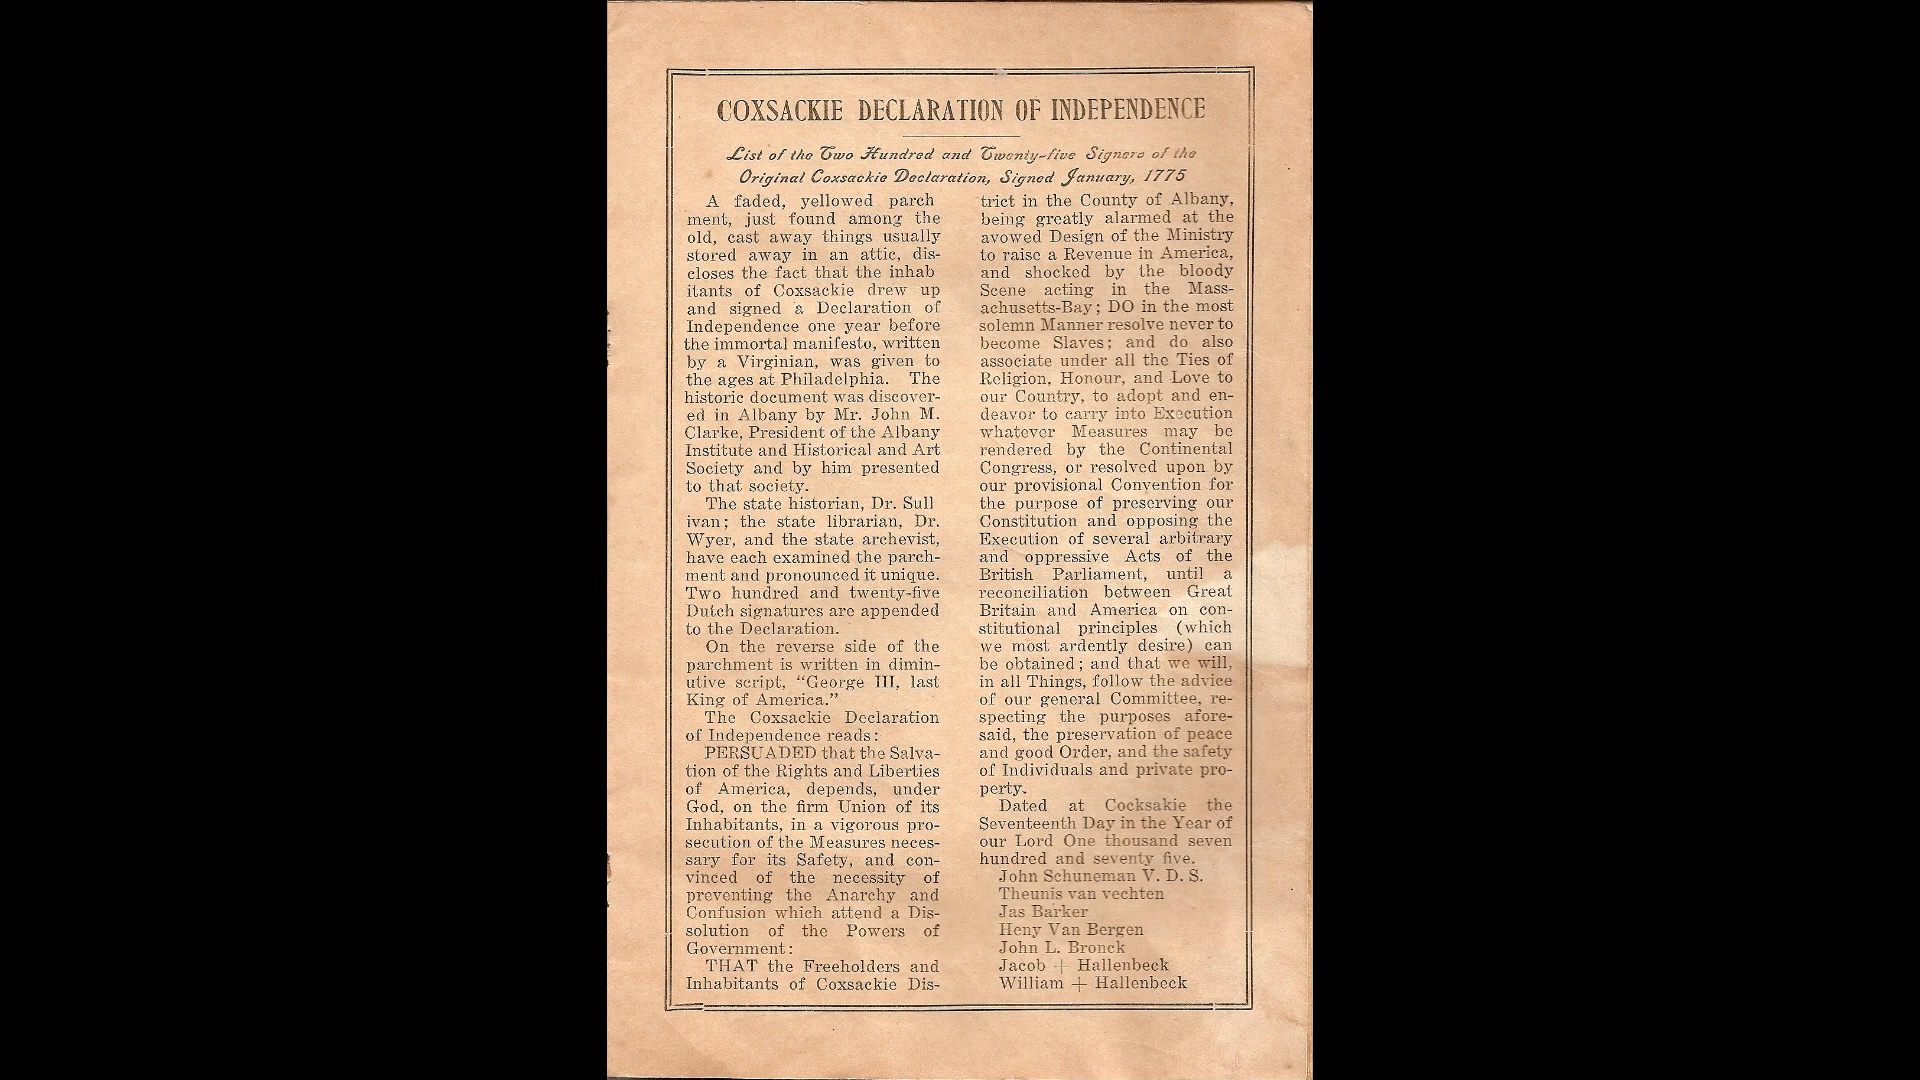 COXSACKIE DECLARATION OF INDEPENDENCE
List of the Two Hundred and Twenty-five Signers of the
Original Coxsackie Declaration, Signed January, 1775
A faded, yellowed parch
ment, just found among the
old, cast away things usually
stored away in an attic, dis-
closes the fact that the inhab
itants of Coxsackie drew up
and signed a Declaration of
Independence one year before
the immortal manifesto, written
by a Virginian, was given to
the ages at Philadelphia. The
historic document was discover-
ed in Albany by Mr. John M.
Clarke, President of the Albany
Institute and Historical and Art
Society and by him presented
to that society.
The state historian, Dr. Sull
ivan; the state librarian, Dr.
Wyer, and the state archevist,
have each examined the parch-
ment and pronounced it unique.
Two hundred and twenty-five
Dutch signatures are appended
to the Declaration.
On the reverse side of the
parchment is written in dimin-
utive script, "George III, last
King of America."
The Coxsackie Declaration
of Independence reads:
PERSUADED that the Salva-
tion of the Rights and Liberties
of America, depends, under
God, on the firm Union of its
Inhabitants, in a vigorous pro-
secution of the Measures neces-
sary for its Safety, and con-
vinced of the necessity of
preventing the Anarchy and
Confusion which attend a Dis-
solution of the Powers of
Government:
THAT the Freeholders and
Inhabitants of Coxsackie Dis-
trict in the County of Albany,
being greatly alarmed at the
avowed Design of the Ministry
to raise a Revenue in America,
and shocked by the bloody
Scene acting in the Mass-
achusetts-Bay; DO in the most
solemn Manner resolve never to
become Slaves; and do also
associate under all the Ties of
Religion, Honour, and Love to
our Country, to adopt and en-
deavor to carry into Execution
whatever Measures may be
rendered by the Continental
Congress, or resolved upon by
our provisional Convention for
the purpose of preserving our
Constitution and opposing the
Execution of several arbitrary
and oppressive Acts of the
British Parliament, until a
reconciliation between Great
Britain and America on con-
stitutional principles (which
we most ardently desire) can
be obtained; and that we will,
in all Things, follow the advice
of our general Committee, re-
specting the purposes afore-
said, the preservation of peace
and good Order, and the safety
of Individuals and private pro-
perty.
Dated at Cocksakie the
Seventeenth Day in the Year of
our Lord One thousand seven
hundred and seventy five.
John Schuneman V. D. S.
Theunis van vechten
Jas Barker
Heny Van Bergen
John L. Bronck
Jacob + Hallenbeck
William + Hallenbeck